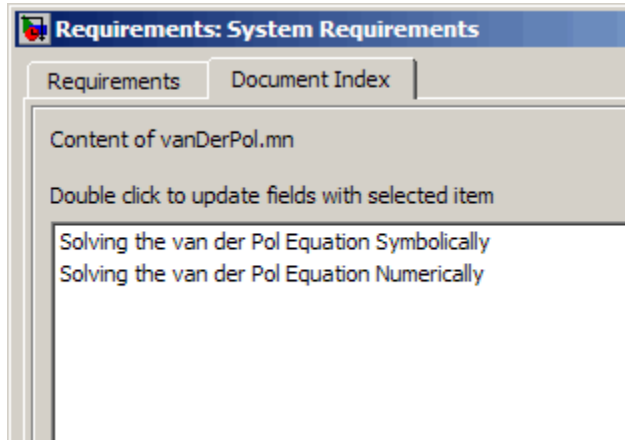 Requirements: System Requirements
Requirements
Document Index
Content of vanDerPol.mn
Double click to update fields with selected item
Solving the van der Pol Equation Symbolically
Solving the van der Pol Equation Numerically